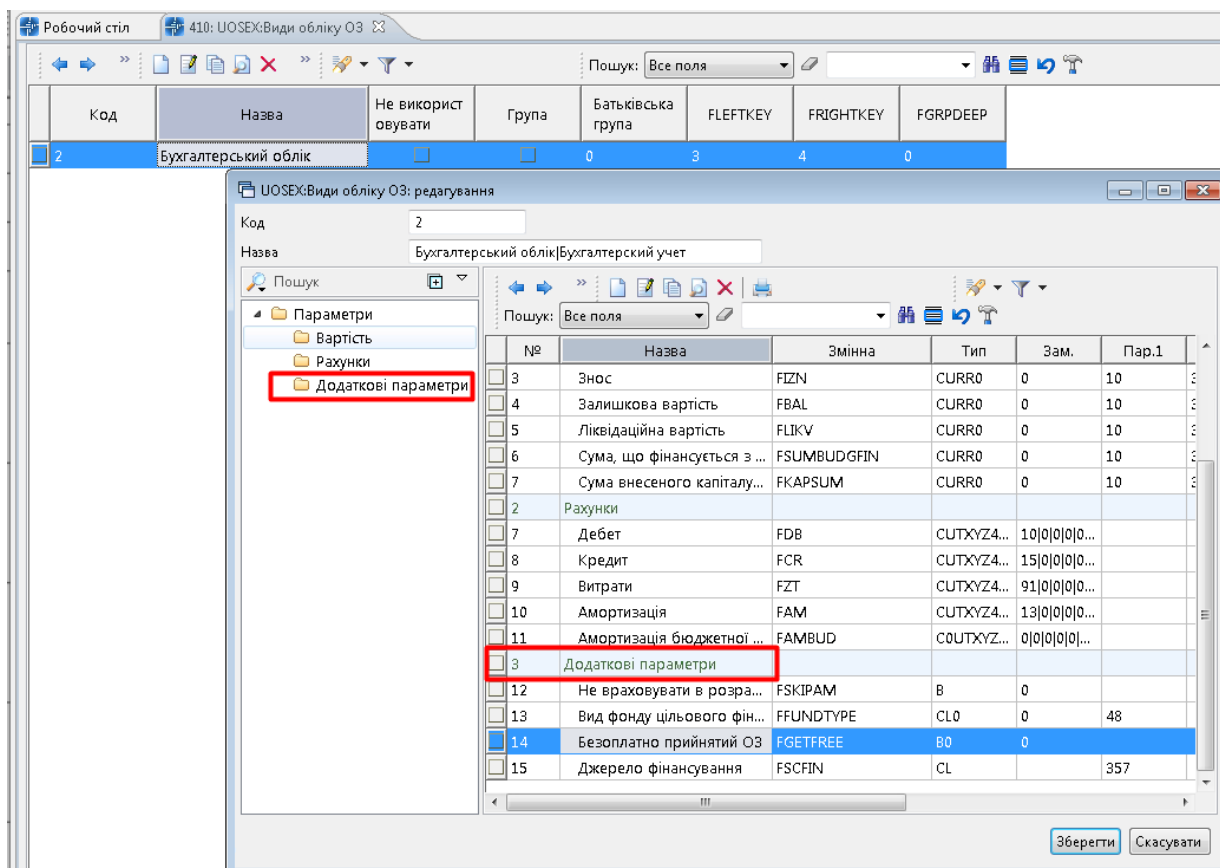 Робочий стіл 410: UOSEX:Види обліку ОЗ
Пошук: Все поля
Код Назва Не використовувати Група Батьківська група FLEFTKEY FRIGHTKEY FGRPDEEP
2 Бухгалтерський облік 0 3 4 0
UOSEX:Види обліку ОЗ: редагування
Код 2
Назва Бухгалтерський облік|Бухгалтерский учет
Пошук
Параметри
Вартість
Рахунки
Додаткові параметри
Пошук: Все поля
№ Назва Змінна Тип Зам. Пар.1
3 Знос FIZN CURR0 0 10
4 Залишкова вартість FBAL CURR0 0 10
5 Ліквідаційна вартість FLIKV CURR0 0 10
6 Сума, що фінансується з ... FSUMBUDGFIN CURR0 0 10
7 Сума внесеного капіталу... FKAPSUM CURR0 0 10
2 Рахунки
7 Дебет FDB CUTXYZ4... 10|0|0|0|0...
8 Кредит FCR CUTXYZ4... 15|0|0|0|0...
9 Витрати FZT CUTXYZ4... 91|0|0|0|0...
10 Амортизація FAM CUTXYZ4... 13|0|0|0|0...
11 Амортизація бюджетної ... FAMBUD C0UTXYZ... 0|0|0|0|0|...
3 Додаткові параметри
12 Не враховувати в розра... FSKIPAM B 0
13 Вид фонду цільового фін... FFUNDTYPE CL0 0 48
14 Безоплатно прийнятий ОЗ FGETFREE B0 0
15 Джерело фінансування FSCFIN CL 357
Зберегти Скасувати